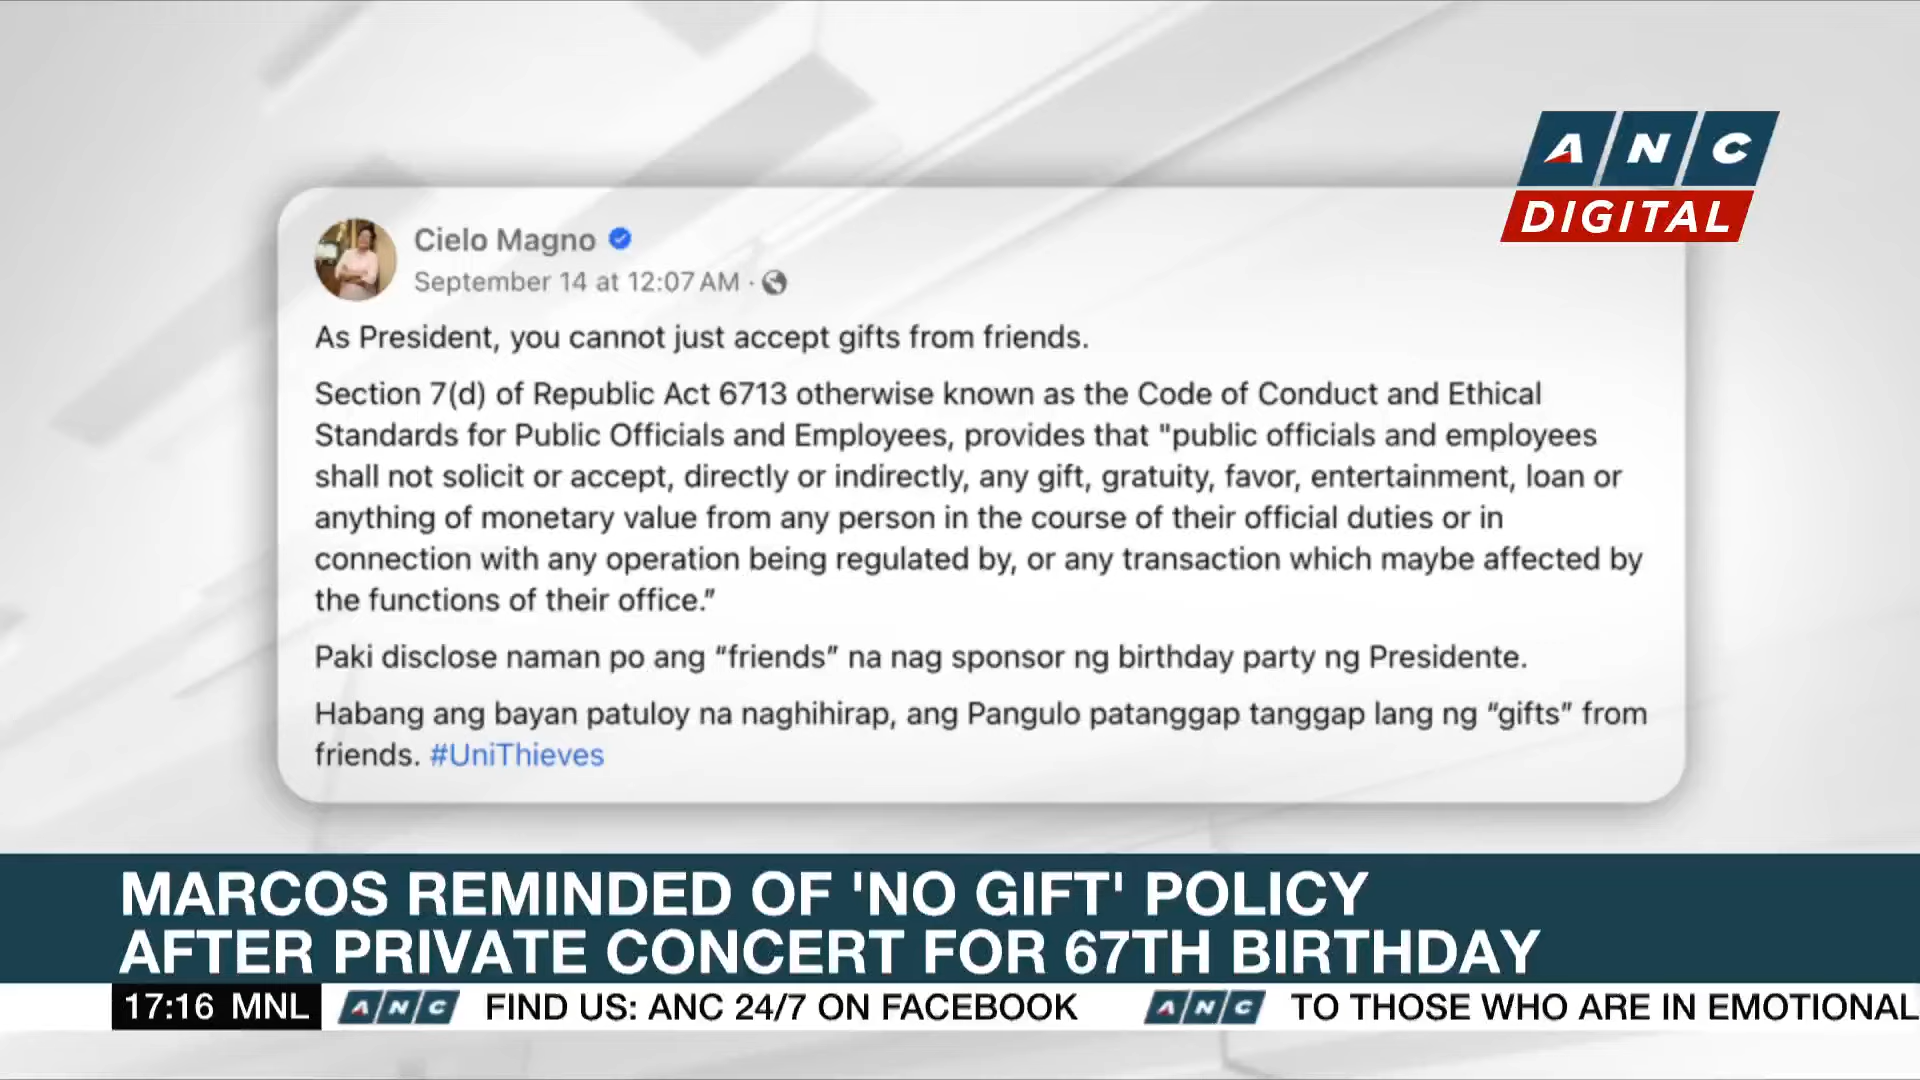 ANC
DIGITAL
Cielo Magno
September 14 at 12:07 AM ·
As President, you cannot just accept gifts from friends.
Section 7(d) of Republic Act 6713 otherwise known as the Code of Conduct and Ethical
Standards for Public Officials and Employees, provides that "public officials and employees
shall not solicit or accept, directly or indirectly, any gift, gratuity, favor, entertainment, loan or
anything of monetary value from any person in the course of their official duties or in
connection with any operation being regulated by, or any transaction which maybe affected by
the functions of their office.”
Paki disclose naman po ang “friends” na nag sponsor ng birthday party ng Presidente.
Habang ang bayan patuloy na naghihirap, ang Pangulo patanggap tanggap lang ng “gifts” from
friends. #UniThieves
MARCOS REMINDED OF 'NO GIFT' POLICY
AFTER PRIVATE CONCERT FOR 67TH BIRTHDAY
17:16 MNL ANC FIND US: ANC 24/7 ON FACEBOOK ANC TO THOSE WHO ARE IN EMOTIONAL